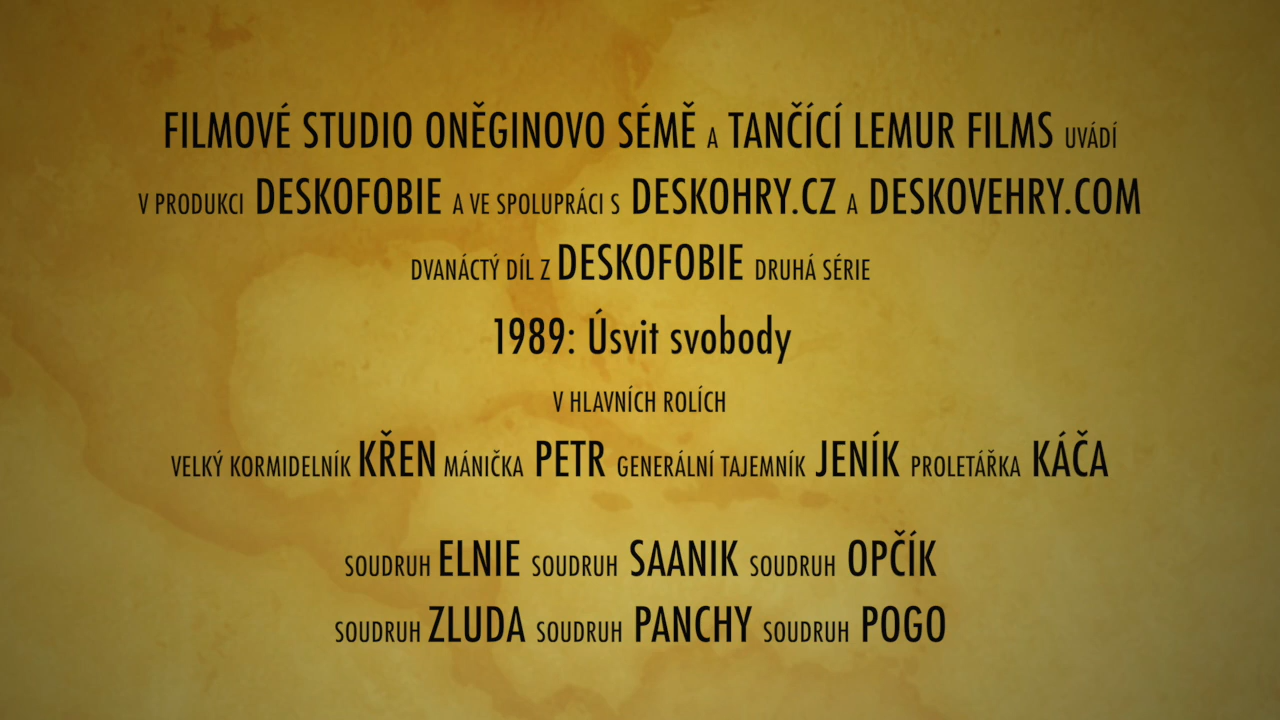 FILMOVÉ STUDIO ONĚGINOVO SÉMĚ A TANČÍCÍ LEMUR FILMS UVÁDÍ
V PRODUKCI DESKOFOBIE A VE SPOLUPRÁCI S DESKOHRY.CZ A DESKOVEHRY.COM
DVANÁCTÝ DÍL Z DESKOFOBIE DRUHÁ SÉRIE
1989: Úsvit svobody
V HLAVNÍCH ROLÍCH
VELKÝ KORMIDELNÍK KŘEN MÁNIČKA PETR GENERÁLNÍ TAJEMNÍK JENÍK PROLETÁŘKA KÁČA
SOUDRUH ELNIE SOUDRUH SAANIK SOUDRUH OPČÍK
SOUDRUH ZLUDA SOUDRUH PANCHY SOUDRUH POGO